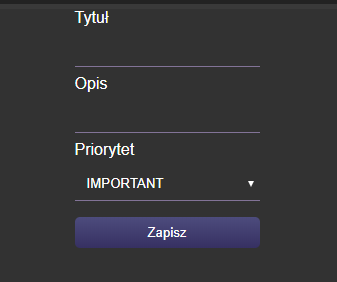 Tytuł
Opis
Priorytet
IMPORTANT
Zapisz